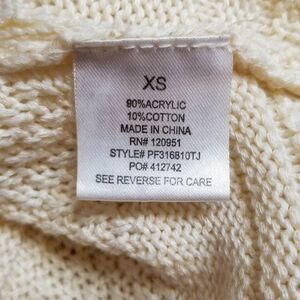 XS
90%ACRYLIC
10%COTTON
MADE IN CHINA
RN# 120951
STYLE# PF316810TJ
PO# 412742
SEE REVERSE FOR CARE